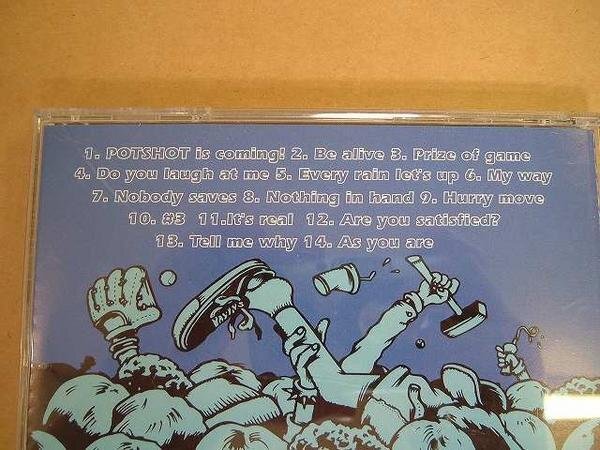 1. POTSHOT is coming! 2. Be alive 3. Prize of game
4. Do you laugh at me 5. Every rain let's up 6. My way
7. Nobody saves 8. Nothing in hand 9. Hurry move
10. #3 11.It's real 12. Are you satisfied?
13. Tell me why 14. As you are